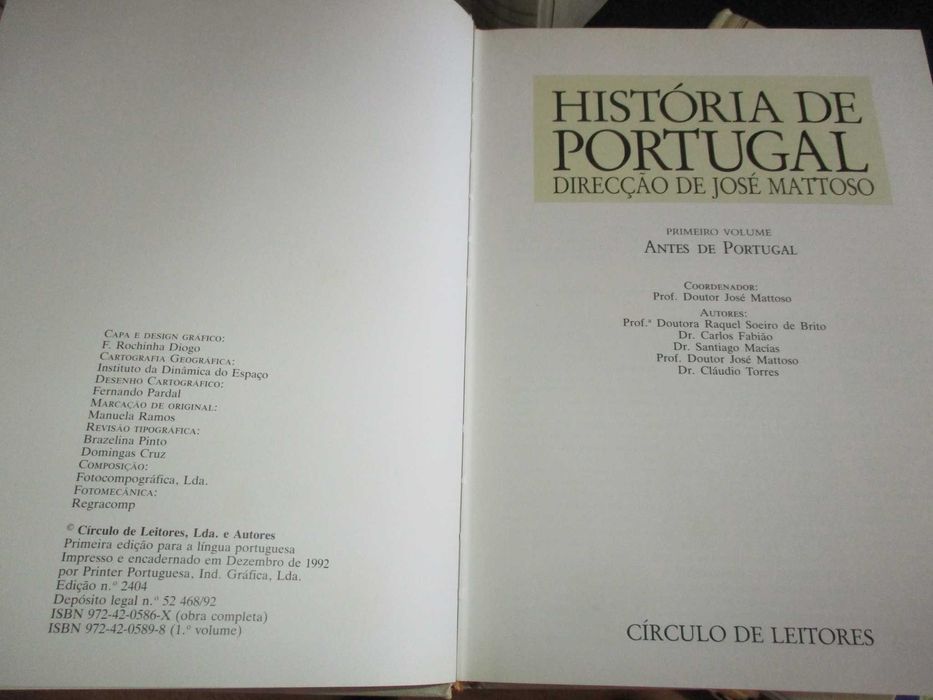 CAPA E DESIGN GRÁFICO:
F. Rochinha Diogo
CARTOGRAFIA GEOGRÁFICA:
Instituto da Dinâmica do Espaço
DESENHO CARTOGRÁFICO:
Fernando Pardal
MARCAÇÃO DE ORIGINAL:
Manuela Ramos
REVISÃO TIPOGRÁFICA:
Brazelina Pinto
Domingas Cruz
COMPOSIÇÃO:
Fotocompográfica, Lda.
FOTOMECÂNICA:
Regracomp
© Círculo de Leitores, Lda. e Autores
Primeira edição para a língua portuguesa
Impresso e encadernado em Dezembro de 1992
por Printer Portuguesa, Ind. Gráfica, Lda.
Edição n.º 2404
Depósito legal n.º 52 468/92
ISBN 972-42-0586-X (obra completa)
ISBN 972-42-0589-8 (1.º volume)
HISTÓRIA DE
PORTUGAL
DIRECÇÃO DE JOSÉ MATTOSO
PRIMEIRO VOLUME
ANTES DE PORTUGAL
COORDENADOR:
Prof. Doutor José Mattoso
AUTORES:
Prof.ª Doutora Raquel Soeiro de Brito
Dr. Carlos Fabião
Dr. Santiago Macias
Prof. Doutor José Mattoso
Dr. Cláudio Torres
CÍRCULO DE LEITORES